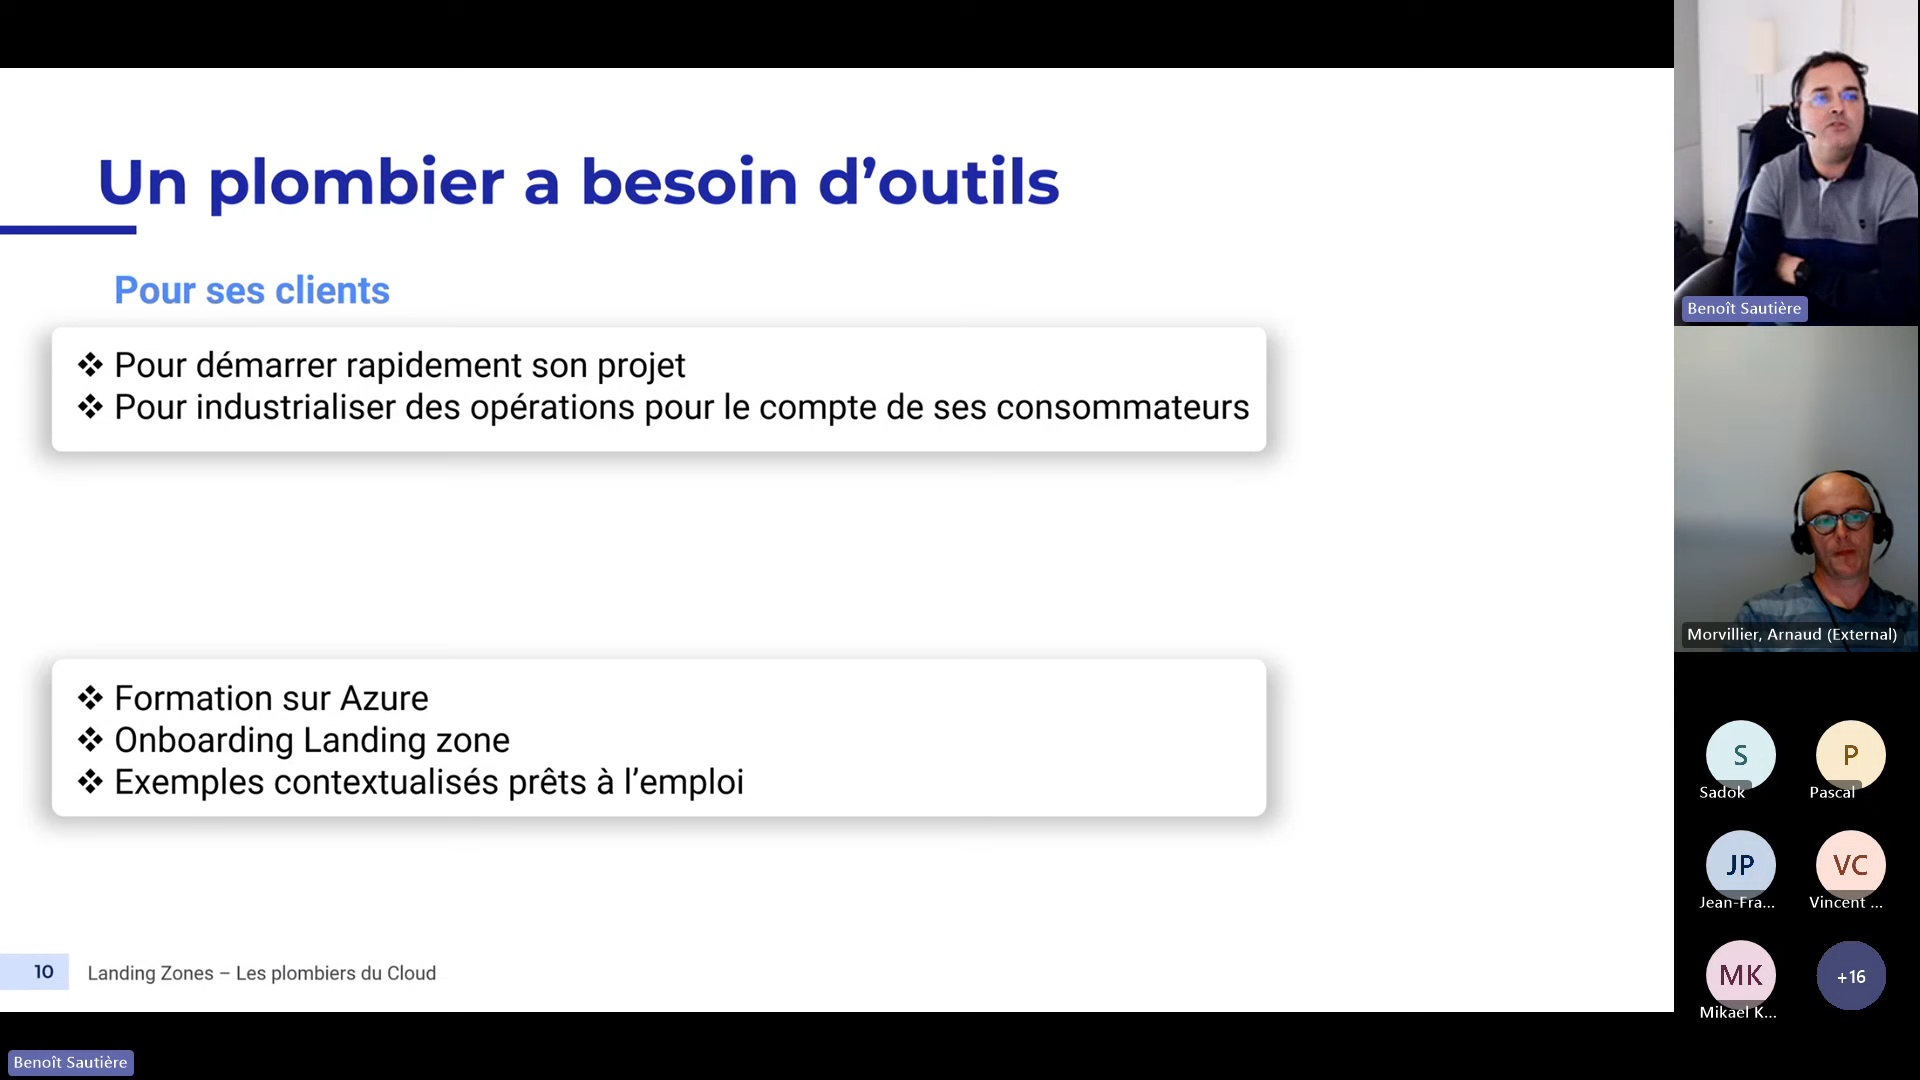 Un plombier a besoin d’outils
Pour ses clients
❖ Pour démarrer rapidement son projet
❖ Pour industrialiser des opérations pour le compte de ses consommateurs
❖ Formation sur Azure
❖ Onboarding Landing zone
❖ Exemples contextualisés prêts à l’emploi
10
Landing Zones – Les plombiers du Cloud
Benoît Sautière
Benoît Sautière
Morvillier, Arnaud (External)
S
Sadok
P
Pascal
JP
Jean-Fra...
VC
Vincent ...
MK
Mikael K...
+16